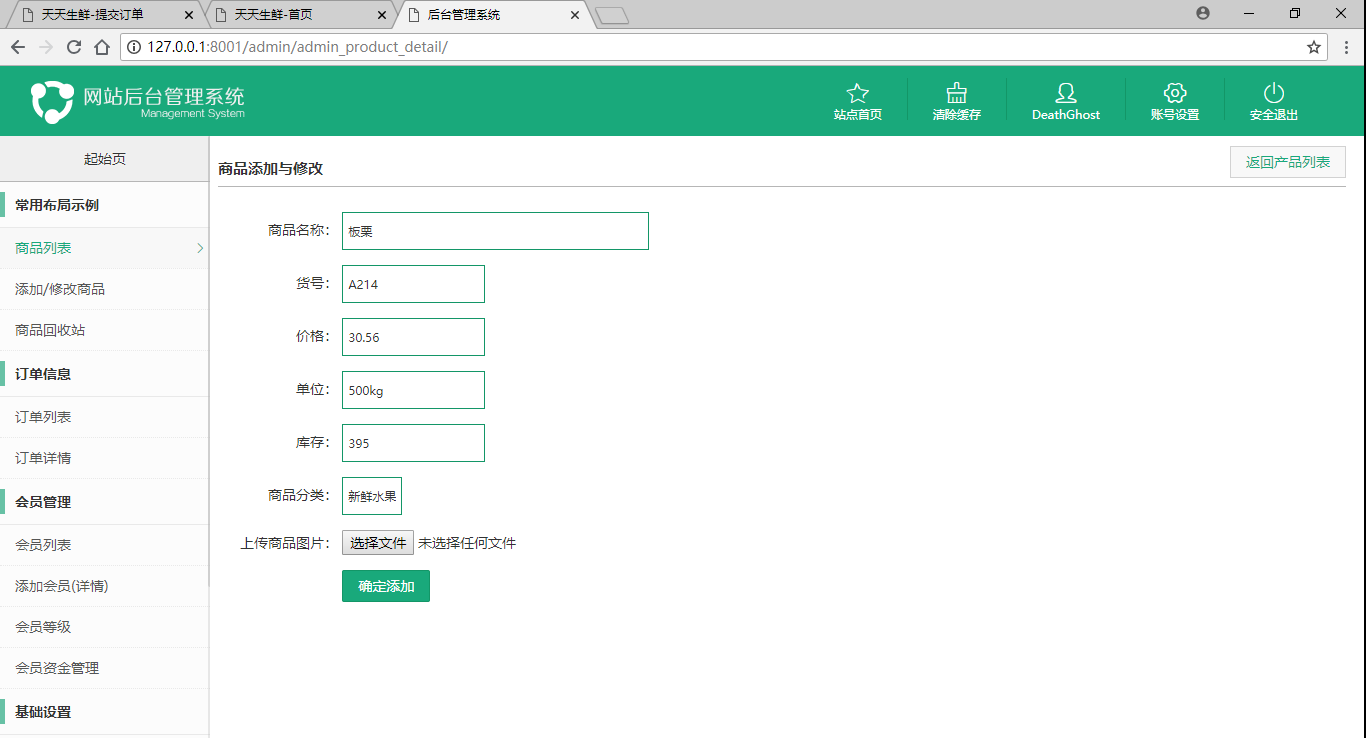 天天生鲜-提交订单
天天生鲜-首页
后台管理系统
127.0.0.1:8001/admin/admin_product_detail/
网站后台管理系统
Management System
站点首页
清除缓存
DeathGhost
账号设置
安全退出
起始页
常用布局示例
商品列表
添加/修改商品
商品回收站
订单信息
订单列表
订单详情
会员管理
会员列表
添加会员(详情)
会员等级
会员资金管理
基础设置
商品添加与修改
返回产品列表
商品名称： 板栗
货号： A214
价格： 30.56
单位： 500kg
库存： 395
商品分类： 新鲜水果
上传商品图片： 选择文件 未选择任何文件
确定添加